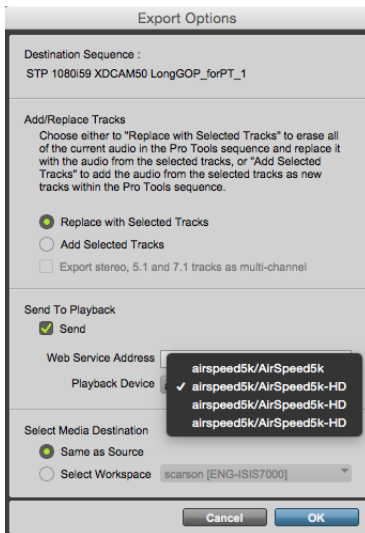 Export Options
Destination Sequence :
STP 1080i59 XDCAM50 LongGOP_forPT_1
Add/Replace Tracks
Choose either to "Replace with Selected Tracks" to erase all
of the current audio in the Pro Tools sequence and replace it
with the audio from the selected tracks, or "Add Selected
Tracks" to add the audio from the selected tracks as new
tracks within the Pro Tools sequence.
Replace with Selected Tracks
Add Selected Tracks
Export stereo, 5.1 and 7.1 tracks as multi-channel
Send To Playback
Send
Web Service Address
airspeed5k/AirSpeed5k
Playback Device
✓ airspeed5k/AirSpeed5k-HD
airspeed5k/AirSpeed5k-HD
airspeed5k/AirSpeed5k-HD
Select Media Destination
Same as Source
Select Workspace
scarson [ENG-ISIS7000]
Cancel
OK